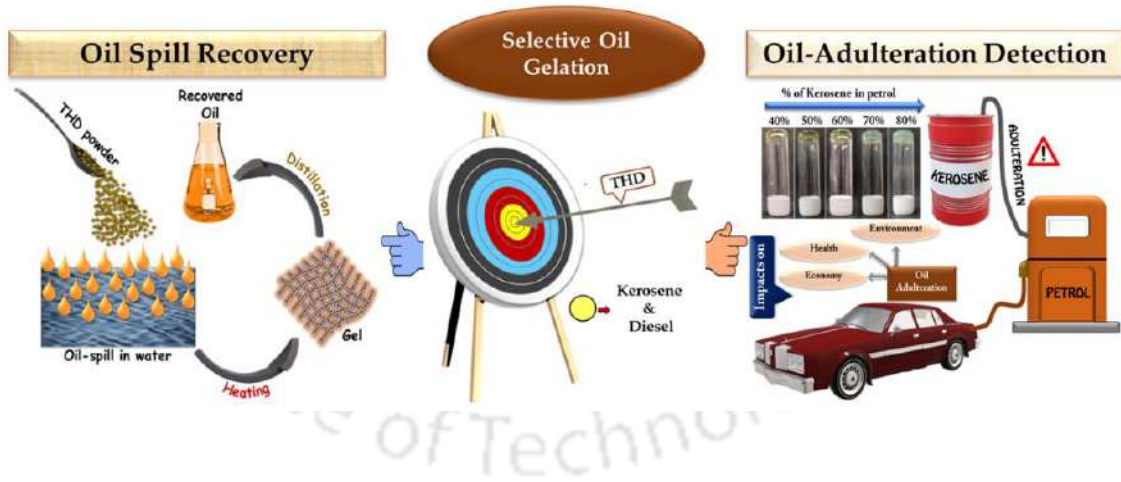 Oil Spill Recovery
THD powder
Recovered
Oil
Distillation
Gel
Oil-spill in water
Heating
Selective Oil
Gelation
THD
Kerosene
&
Diesel
Oil-Adulteration Detection
% of Kerosene in petrol
40% 50% 60% 70% 80%
KEROSENE
ADULTERATION
PETROL
Impacts on
Environment
Health
Economy
Oil
Adulteration
of Techno